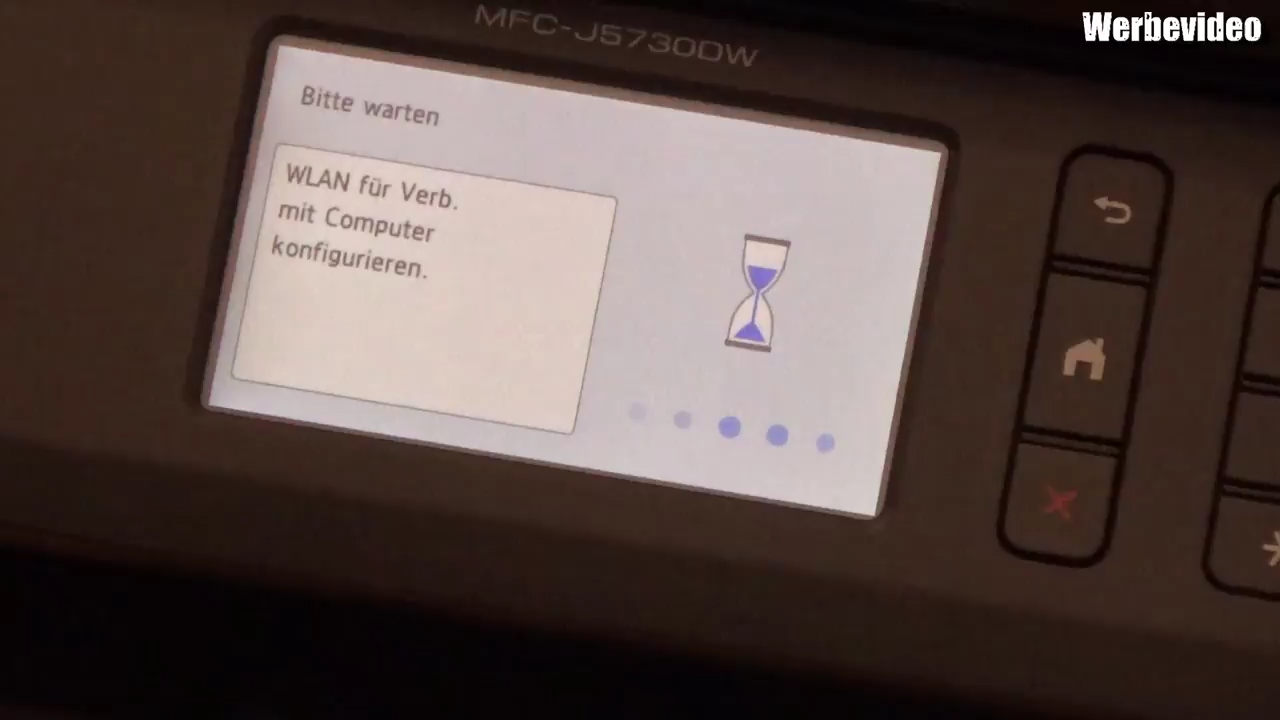 Werbevideo
MFC-J5730DW
Bitte warten
WLAN für Verb.
mit Computer
konfigurieren.